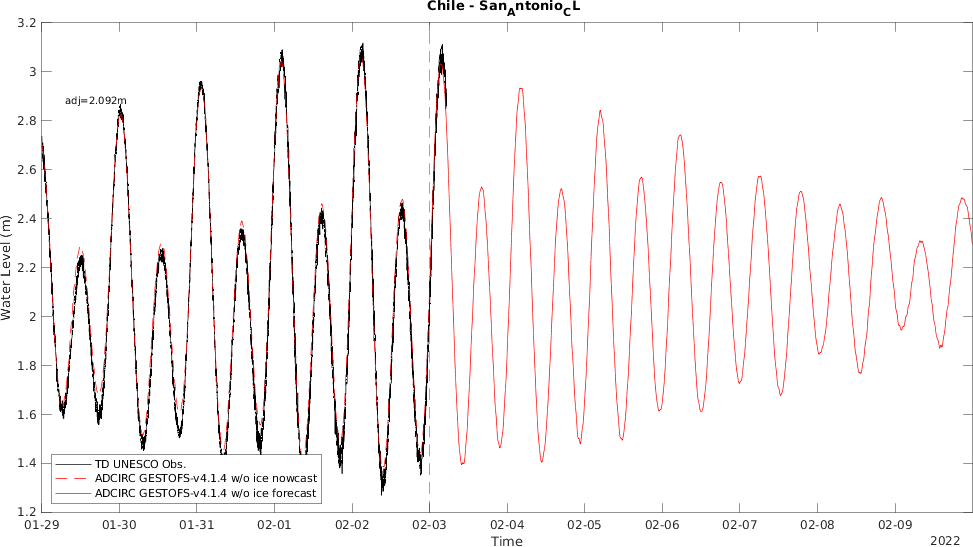 Chile - SanAntonioCL
3.2
3
2.8
2.6
2.4
2.2
2
1.8
1.6
1.4
1.2
Water Level (m)
adj=2.092m
TD UNESCO Obs.
ADCIRC GESTOFS-v4.1.4 w/o ice nowcast
ADCIRC GESTOFS-v4.1.4 w/o ice forecast
01-29 01-30 01-31 02-01 02-02 02-03 02-04 02-05 02-06 02-07 02-08 02-09
Time
2022